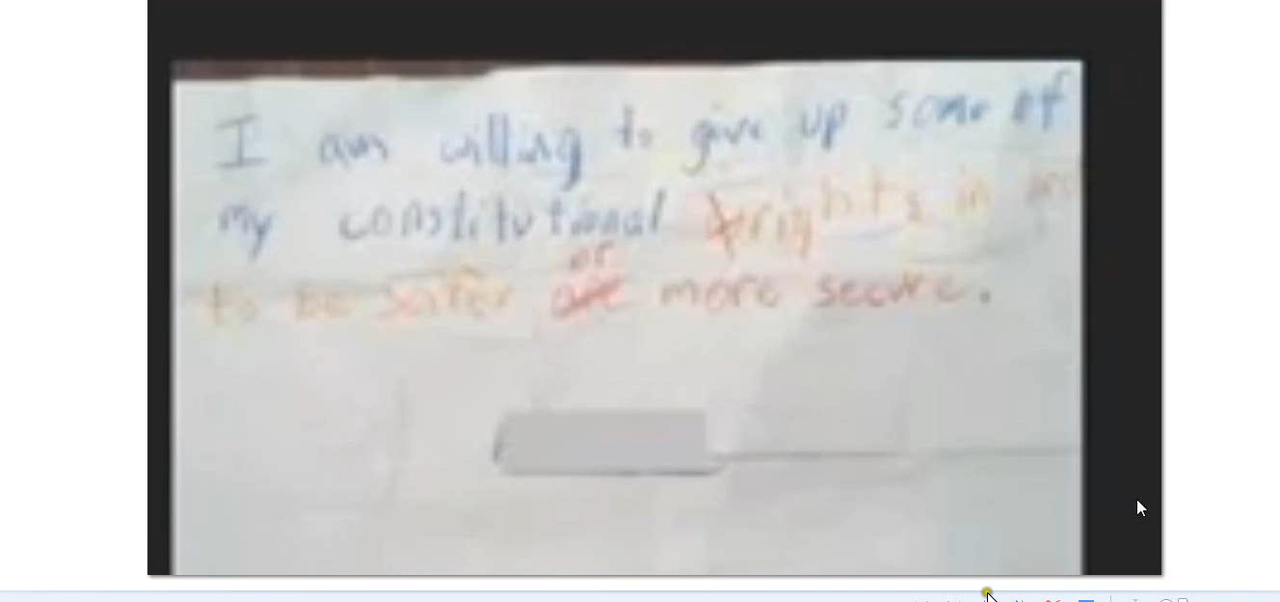 I am willing to give up some of
my constitutional rights in
to be safer or more secure.